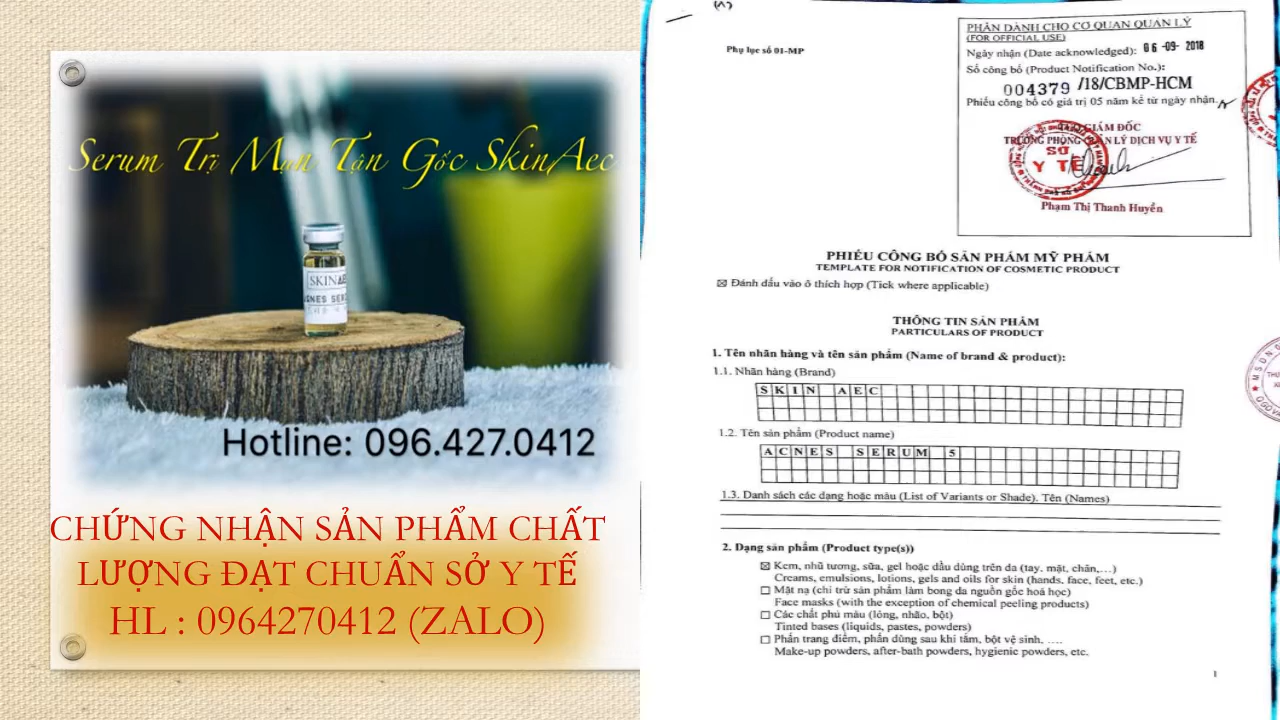 Serum Trị Mụn Tận Gốc SkinAec
SKINAEC
Hotline: 096.427.0412
CHỨNG NHẬN SẢN PHẨM CHẤT
LƯỢNG ĐẠT CHUẨN SỞ Y TẾ
HL : 0964270412 (ZALO)
Phụ lục số 01-MP
PHẦN DÀNH CHO CƠ QUAN QUẢN LÝ
(FOR OFFICIAL USE)
Ngày nhận (Date acknowledged): 06-09-2018
Số công bố (Product Notification No.):
004379 /18/CBMP-HCM
Phiếu công bố có giá trị 05 năm kể từ ngày nhận.
GIÁM ĐỐC
TRƯỞNG PHÒNG QUẢN LÝ DỊCH VỤ Y TẾ
SỞ
Y TẾ
Phạm Thị Thanh Huyền
PHIẾU CÔNG BỐ SẢN PHẨM MỸ PHẨM
TEMPLATE FOR NOTIFICATION OF COSMETIC PRODUCT
☒ Đánh dấu vào ô thích hợp (Tick where applicable)
THÔNG TIN SẢN PHẨM
PARTICULARS OF PRODUCT
1. Tên nhãn hàng và tên sản phẩm (Name of brand & product):
1.1. Nhãn hàng (Brand)
SKIN AEC
1.2. Tên sản phẩm (Product name)
ACNES SERUM 5
1.3. Danh sách các dạng hoặc màu (List of Variants or Shade). Tên (Names)
2. Dạng sản phẩm (Product type(s))
☒ Kem, nhũ tương, sữa, gel hoặc dầu dùng trên da (tay, mặt, chân,...)
Creams, emulsions, lotions, gels and oils for skin (hands, face, feet, etc.)
☐ Mặt nạ (chỉ trừ sản phẩm làm bong da nguồn gốc hoá học)
Face masks (with the exception of chemical peeling products)
☐ Các chất phủ màu (lỏng, nhão, bột)
Tinted bases (liquids, pastes, powders)
☐ Phấn trang điểm, phấn dùng sau khi tắm, bột vệ sinh, ....
Make-up powders, after-bath powders, hygienic powders, etc.
1